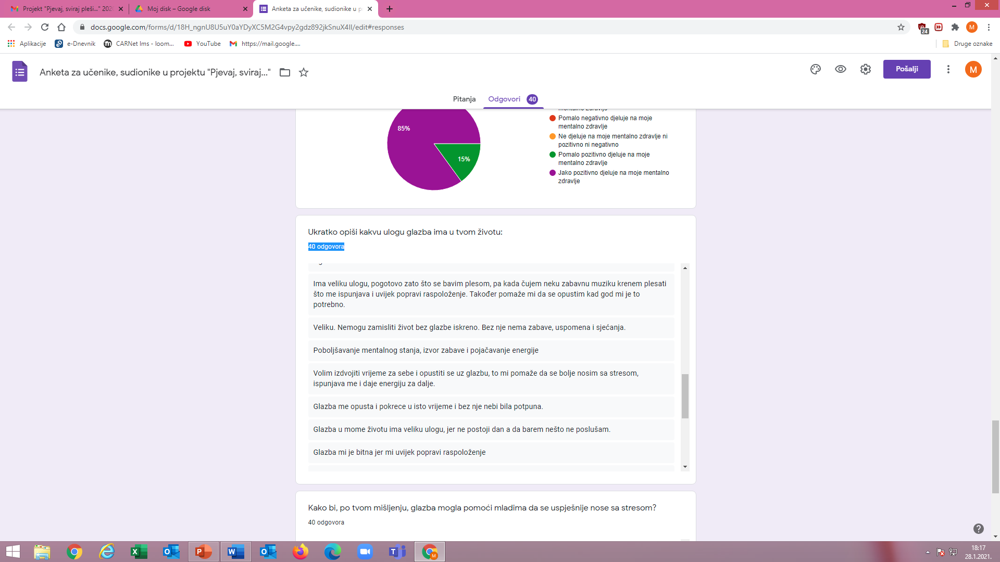 Projekt "Pjevaj, sviraj pleši..." 202
Moj disk – Google disk
Anketa za učenike, sudionike u p
docs.google.com/forms/d/18H_ngnU8U5uY0aYDyXC5M2G4vpy2gdz892jkSnuX4lI/edit#responses
24
M
Aplikacije
e-Dnevnik
CARNet lms - loom...
YouTube
https://mail.google....
Druge oznake
Anketa za učenike, sudionike u projektu "Pjevaj, sviraj..."
Pošalji
M
Pitanja
Odgovori 40
mentalno zdravlje
Pomalo negativno djeluje na moje
mentalno zdravlje
Ne djeluje na moje mentalno zdravlje ni
pozitivno ni negativno
Pomalo pozitivno djeluje na moje
mentalno zdravlje
Jako pozitivno djeluje na moje mentalno
zdravlje
85%
15%
Ukratko opiši kakvu ulogu glazba ima u tvom životu:
40 odgovora
Ima veliku ulogu, pogotovo zato što se bavim plesom, pa kada čujem neku zabavnu muziku krenem plesati
što me ispunjava i uvijek popravi raspoloženje. Također pomaže mi da se opustim kad god mi je to
potrebno.
Veliku. Nemogu zamisliti život bez glazbe iskreno. Bez nje nema zabave, uspomena i sjećanja.
Poboljšavanje mentalnog stanja, izvor zabave i pojačavanje energije
Volim izdvojiti vrijeme za sebe i opustiti se uz glazbu, to mi pomaže da se bolje nosim sa stresom,
ispunjava me i daje energiju za dalje.
Glazba me opusta i pokrece u isto vrijeme i bez nje nebi bila potpuna.
Glazba u mome životu ima veliku ulogu, jer ne postoji dan a da barem nešto ne poslušam.
Glazba mi je bitna jer mi uvijek popravi raspoloženje
Kako bi, po tvom mišljenju, glazba mogla pomoći mladima da se uspješnije nose sa stresom?
40 odgovora
18:17
28.1.2021.